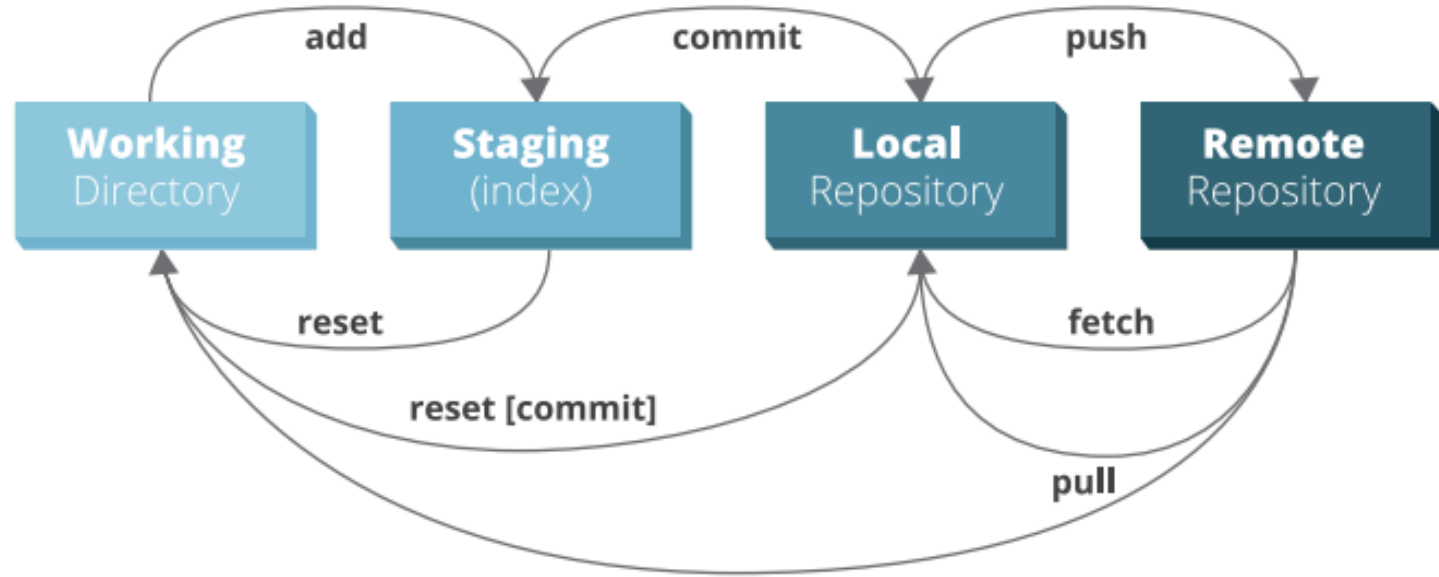 add
commit
push
Working
Directory
Staging
(index)
Local
Repository
Remote
Repository
reset
fetch
reset [commit]
pull